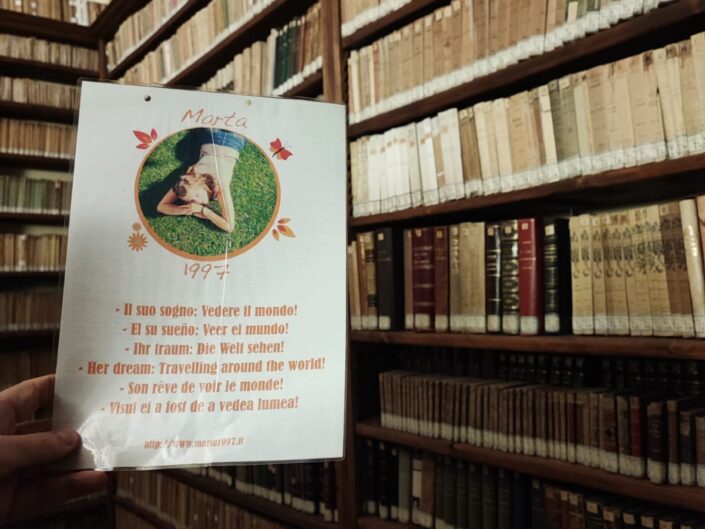 Marta
1997
- Il suo sogno: Vedere il mondo!
- El su sueño: Veer el mundo!
- Ihr traum: Die Welt sehen!
- Her dream: Travelling around the world!
- Son rêve de voir le monde!
- Visul ei a fost de a vedea lumea!
http://www.marta1997.it